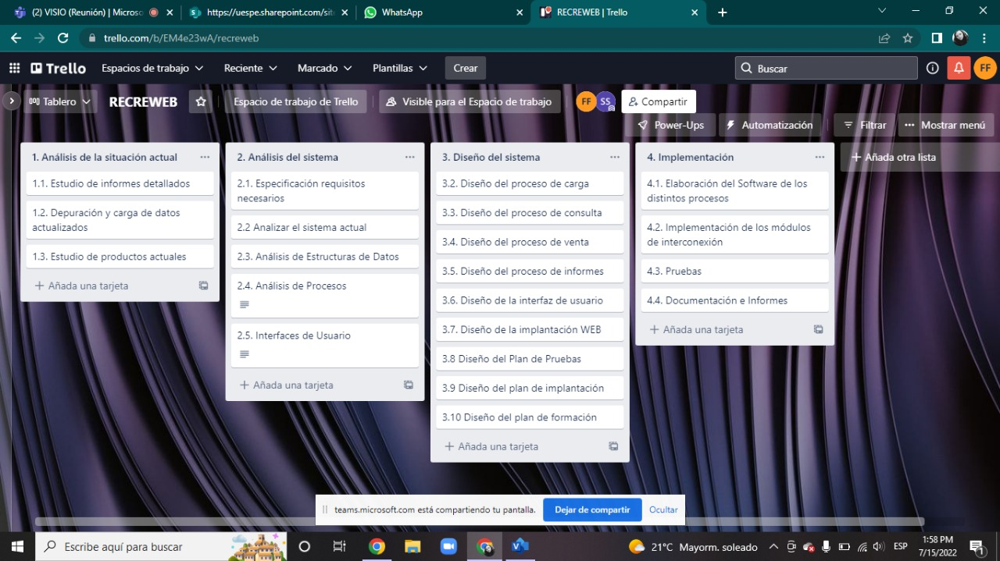 (2) VISIO (Reunión) | Microso
https://uespe.sharepoint.com/sit
WhatsApp
RECREWEB | Trello
trello.com/b/EM4e23wA/recreweb
Trello
Espacios de trabajo
Reciente
Marcado
Plantillas
Crear
Buscar
FF
Tablero
RECREWEB
Espacio de trabajo de Trello
Visible para el Espacio de trabajo
FF
SS
Compartir
Power-Ups
Automatización
Filtrar
Mostrar menú
1. Análisis de la situación actual
1.1. Estudio de informes detallados
1.2. Depuración y carga de datos
actualizados
1.3. Estudio de productos actuales
Añada una tarjeta
2. Análisis del sistema
2.1. Especificación requisitos
necesarios
2.2 Analizar el sistema actual
2.3. Análisis de Estructuras de Datos
2.4. Análisis de Procesos
2.5. Interfaces de Usuario
Añada una tarjeta
3. Diseño del sistema
3.2. Diseño del proceso de carga
3.3. Diseño del proceso de consulta
3.4. Diseño del proceso de venta
3.5. Diseño del proceso de informes
3.6. Diseño de la interfaz de usuario
3.7. Diseño de la implantación WEB
3.8 Diseño del Plan de Pruebas
3.9 Diseño del plan de implantación
3.10 Diseño del plan de formación
Añada una tarjeta
4. Implementación
4.1. Elaboración del Software de los
distintos procesos
4.2. Implementación de los módulos
de interconexión
4.3. Pruebas
4.4. Documentación e Informes
Añada una tarjeta
Añada otra lista
teams.microsoft.com está compartiendo tu pantalla.
Dejar de compartir
Ocultar
Escribe aquí para buscar
21°C Mayorm. soleado
ESP
1:58 PM
7/15/2022
1